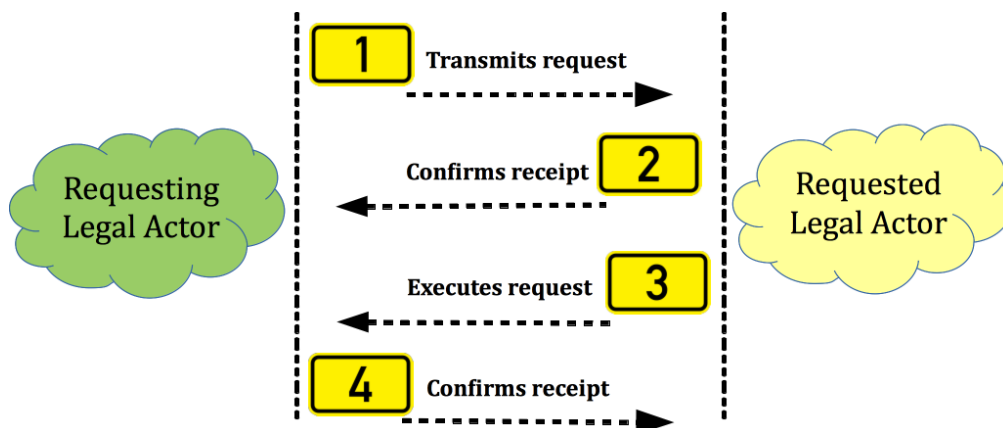 1
Transmits request
Requesting
Legal Actor
Confirms receipt
2
Requested
Legal Actor
Executes request
3
4
Confirms receipt